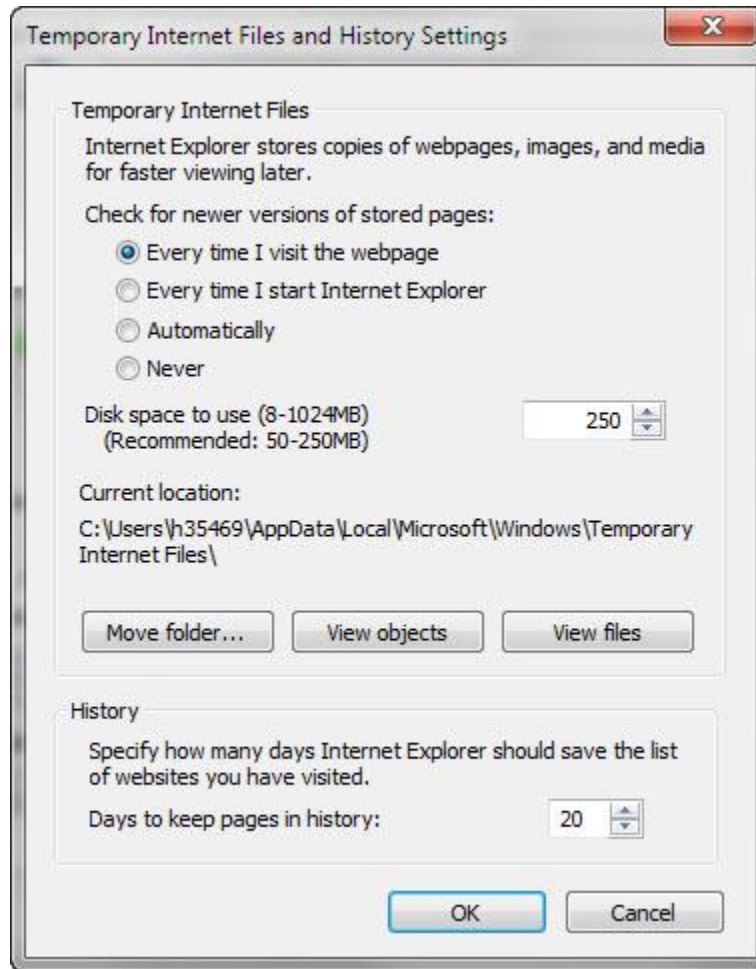 Temporary Internet Files and History Settings
Temporary Internet Files
Internet Explorer stores copies of webpages, images, and media
for faster viewing later.
Check for newer versions of stored pages:
Every time I visit the webpage
Every time I start Internet Explorer
Automatically
Never
Disk space to use (8-1024MB)
(Recommended: 50-250MB)
250
Current location:
C:\Users\h35469\AppData\Local\Microsoft\Windows\Temporary
Internet Files\
Move folder... View objects View files
History
Specify how many days Internet Explorer should save the list
of websites you have visited.
Days to keep pages in history: 20
OK Cancel